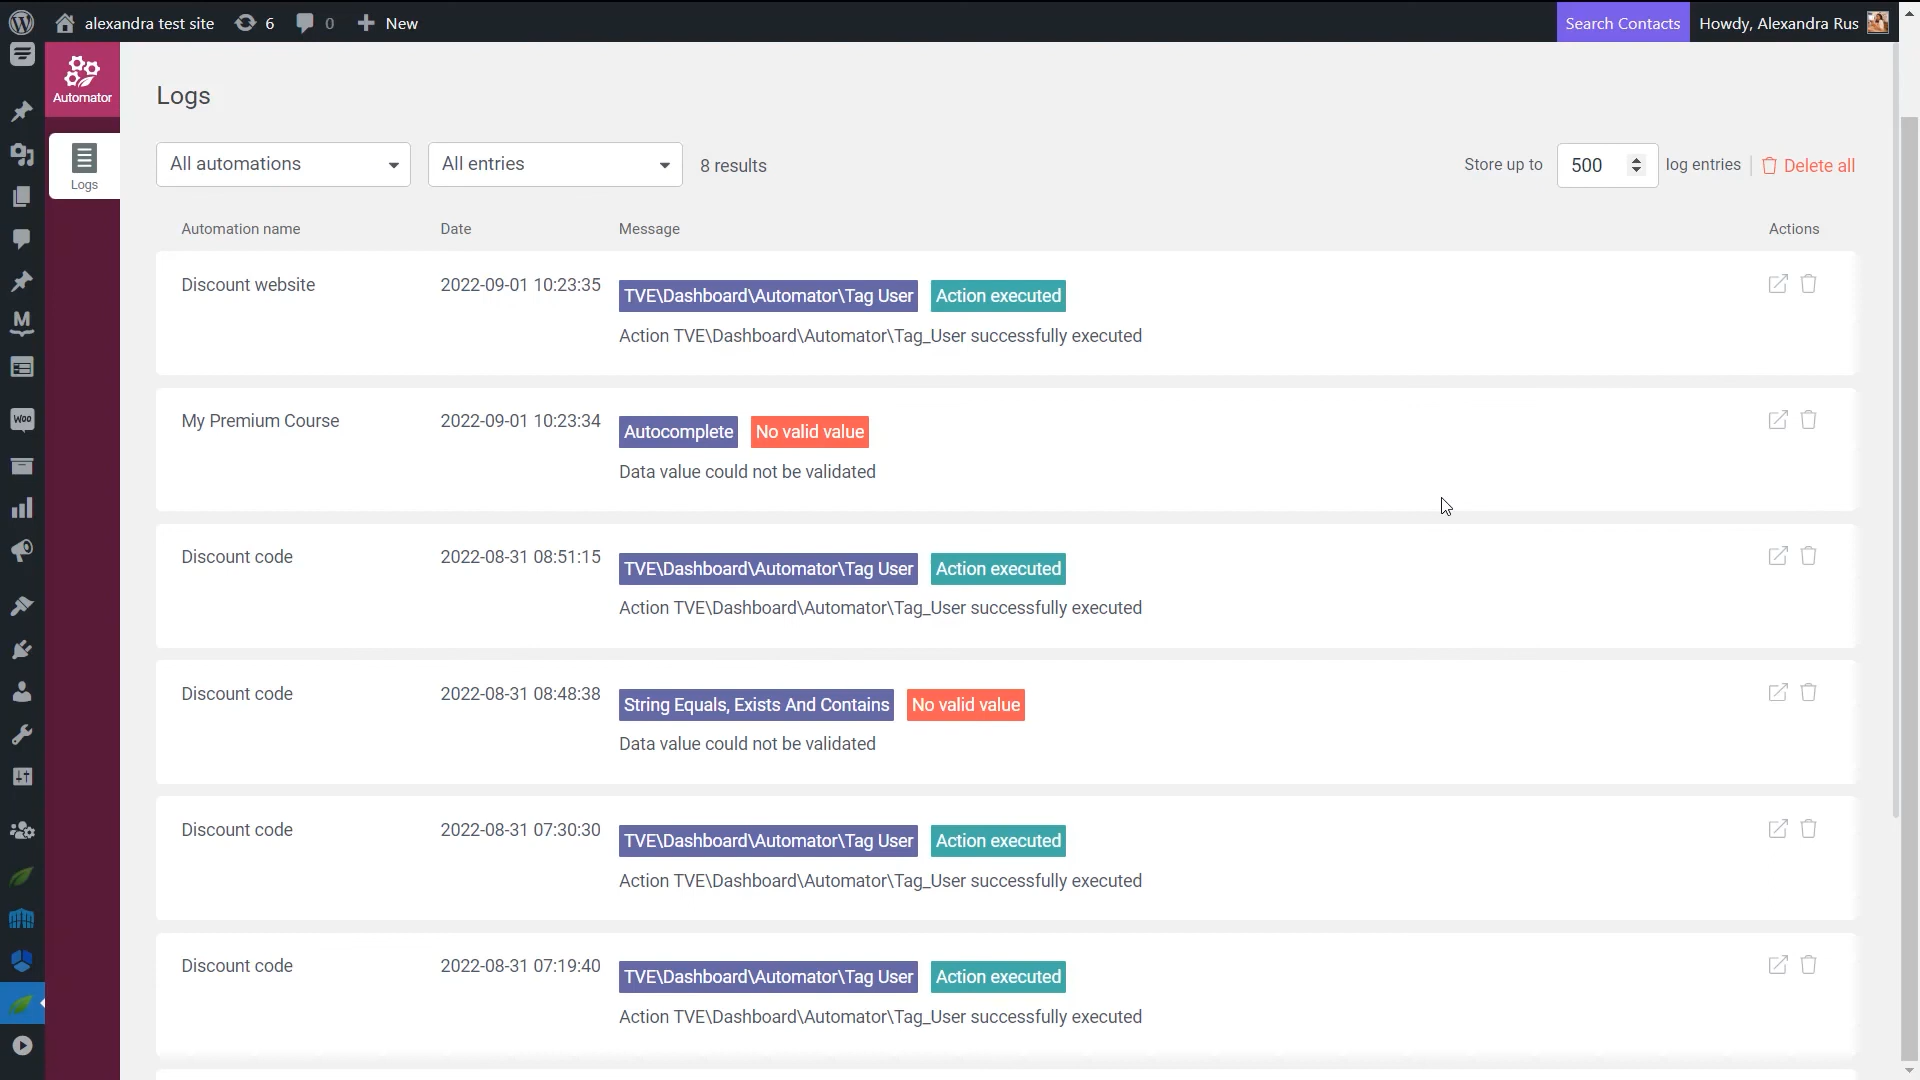 alexandra test site 6 0 New Search Contacts Howdy, Alexandra Rus
Automator
Logs
Logs
All automations All entries 8 results Store up to 500 log entries Delete all
Automation name Date Message Actions
Discount website 2022-09-01 10:23:35 TVE\Dashboard\Automator\Tag User Action executed
Action TVE\Dashboard\Automator\Tag_User successfully executed
My Premium Course 2022-09-01 10:23:34 Autocomplete No valid value
Data value could not be validated
Discount code 2022-08-31 08:51:15 TVE\Dashboard\Automator\Tag User Action executed
Action TVE\Dashboard\Automator\Tag_User successfully executed
Discount code 2022-08-31 08:48:38 String Equals, Exists And Contains No valid value
Data value could not be validated
Discount code 2022-08-31 07:30:30 TVE\Dashboard\Automator\Tag User Action executed
Action TVE\Dashboard\Automator\Tag_User successfully executed
Discount code 2022-08-31 07:19:40 TVE\Dashboard\Automator\Tag User Action executed
Action TVE\Dashboard\Automator\Tag_User successfully executed
M
Woo